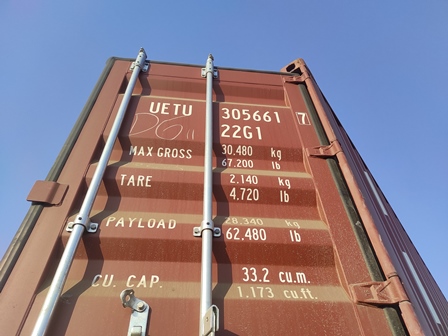 UETU 305661 7
22G1
MAX GROSS 30.480 kg
67.200 lb
TARE 2.140 kg
4.720 lb
PAYLOAD 28.340 kg
62.480 lb
CU. CAP. 33.2 cu.m.
1.173 cu.ft.